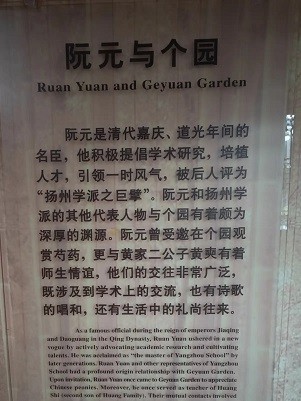 阮元与个园
Ruan Yuan and Geyuan Garden
阮元是清代嘉庆、道光年间的
名臣，他积极提倡学术研究，培植
人才，引领一时风气，被后人评为
“扬州学派之巨擘”。阮元和扬州学
派的其他代表人物与个园有着颇为
深厚的渊源。阮元曾受邀在个园观
赏芍药，更与黄家二公子黄奭有着
师生情谊，他们的交往非常广泛，
既涉及到学术上的交流，也有诗歌
的唱和，还有生活中的礼尚往来。
As a famous official during the reign of emperors Jiaqing
and Daoguang in the Qing Dynasty, Ruan Yuan ushered in a new
vogue by actively advocating academic research and cultivating
talents. He was acclaimed as "the master of Yangzhou School" by
later generations. Ruan Yuan and other representatives of Yangzhou
School had a profound origin relationship with Geyuan Garden.
Upon invitation, Ruan Yuan once came to Geyuan Garden to appreciate
Chinese peonies. Moreover, he once served as teacher of Huang
Shi (second son of Huang Family). Their mutual contacts involved